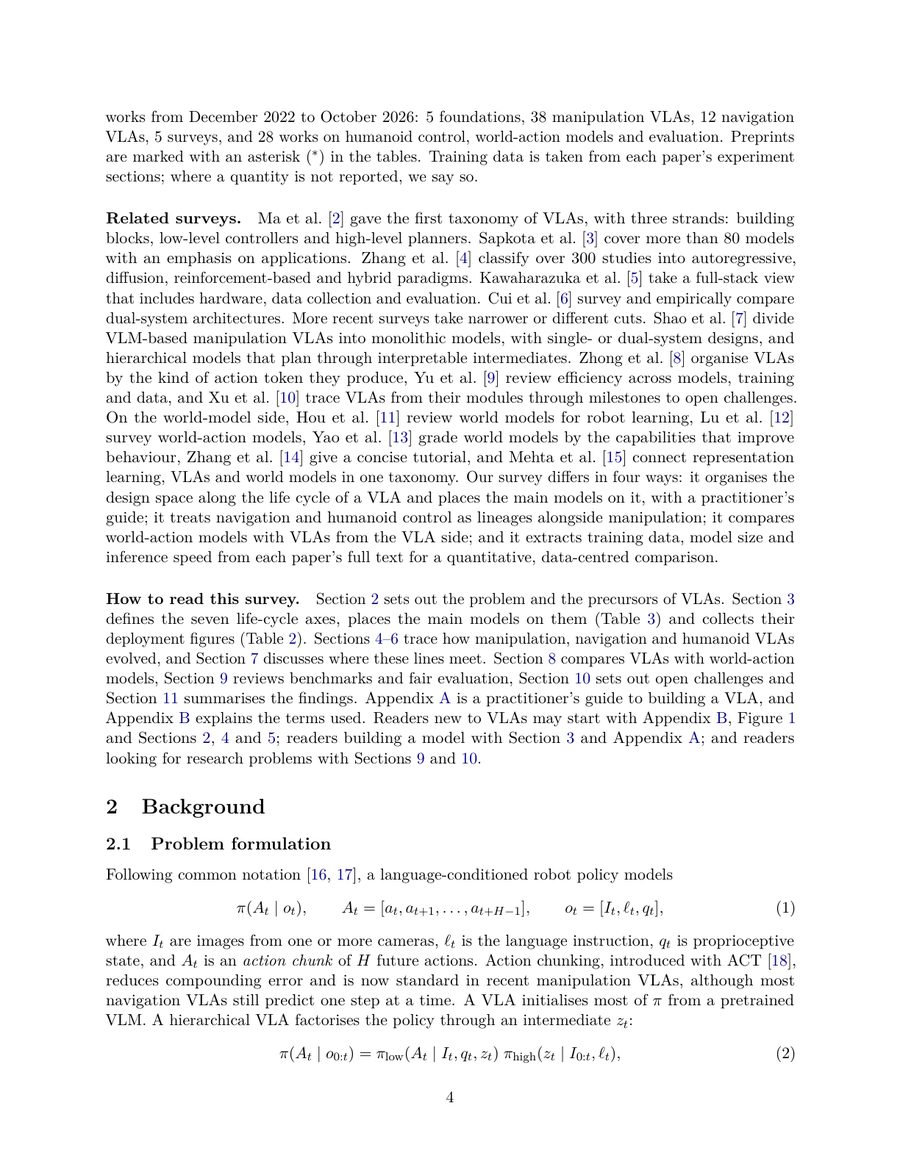 works from December 2022 to October 2026: 5 foundations, 38 manipulation VLAs, 12 navigation
VLAs, 5 surveys, and 28 works on humanoid control, world-action models and evaluation. Preprints
are marked with an asterisk (*) in the tables. Training data is taken from each paper's experiment
sections; where a quantity is not reported, we say so.
Related surveys. Ma et al. [2] gave the first taxonomy of VLAs, with three strands: building
blocks, low-level controllers and high-level planners. Sapkota et al. [3] cover more than 80 models
with an emphasis on applications. Zhang et al. [4] classify over 300 studies into autoregressive,
diffusion, reinforcement-based and hybrid paradigms. Kawaharazuka et al. [5] take a full-stack view
that includes hardware, data collection and evaluation. Cui et al. [6] survey and empirically compare
dual-system architectures. More recent surveys take narrower or different cuts. Shao et al. [7] divide
VLM-based manipulation VLAs into monolithic models, with single- or dual-system designs, and
hierarchical models that plan through interpretable intermediates. Zhong et al. [8] organise VLAs
by the kind of action token they produce, Yu et al. [9] review efficiency across models, training
and data, and Xu et al. [10] trace VLAs from their modules through milestones to open challenges.
On the world-model side, Hou et al. [11] review world models for robot learning, Lu et al. [12]
survey world-action models, Yao et al. [13] grade world models by the capabilities that improve
behaviour, Zhang et al. [14] give a concise tutorial, and Mehta et al. [15] connect representation
learning, VLAs and world models in one taxonomy. Our survey differs in four ways: it organises the
design space along the life cycle of a VLA and places the main models on it, with a practitioner's
guide; it treats navigation and humanoid control as lineages alongside manipulation; it compares
world-action models with VLAs from the VLA side; and it extracts training data, model size and
inference speed from each paper's full text for a quantitative, data-centred comparison.
How to read this survey. Section 2 sets out the problem and the precursors of VLAs. Section 3
defines the seven life-cycle axes, places the main models on them (Table 3) and collects their
deployment figures (Table 2). Sections 4–6 trace how manipulation, navigation and humanoid VLAs
evolved, and Section 7 discusses where these lines meet. Section 8 compares VLAs with world-action
models, Section 9 reviews benchmarks and fair evaluation, Section 10 sets out open challenges and
Section 11 summarises the findings. Appendix A is a practitioner's guide to building a VLA, and
Appendix B explains the terms used. Readers new to VLAs may start with Appendix B, Figure 1
and Sections 2, 4 and 5; readers building a model with Section 3 and Appendix A; and readers
looking for research problems with Sections 9 and 10.
2 Background
2.1 Problem formulation
Following common notation [16, 17], a language-conditioned robot policy models
π(A_t | o_t), A_t = [a_t, a_{t+1}, . . . , a_{t+H−1}], o_t = [I_t, ℓ_t, q_t], (1)
where I_t are images from one or more cameras, ℓ_t is the language instruction, q_t is proprioceptive
state, and A_t is an action chunk of H future actions. Action chunking, introduced with ACT [18],
reduces compounding error and is now standard in recent manipulation VLAs, although most
navigation VLAs still predict one step at a time. A VLA initialises most of π from a pretrained
VLM. A hierarchical VLA factorises the policy through an intermediate z_t:
π(A_t | o_{0:t}) = π_low(A_t | I_t, q_t, z_t) π_high(z_t | I_{0:t}, ℓ_t), (2)
4